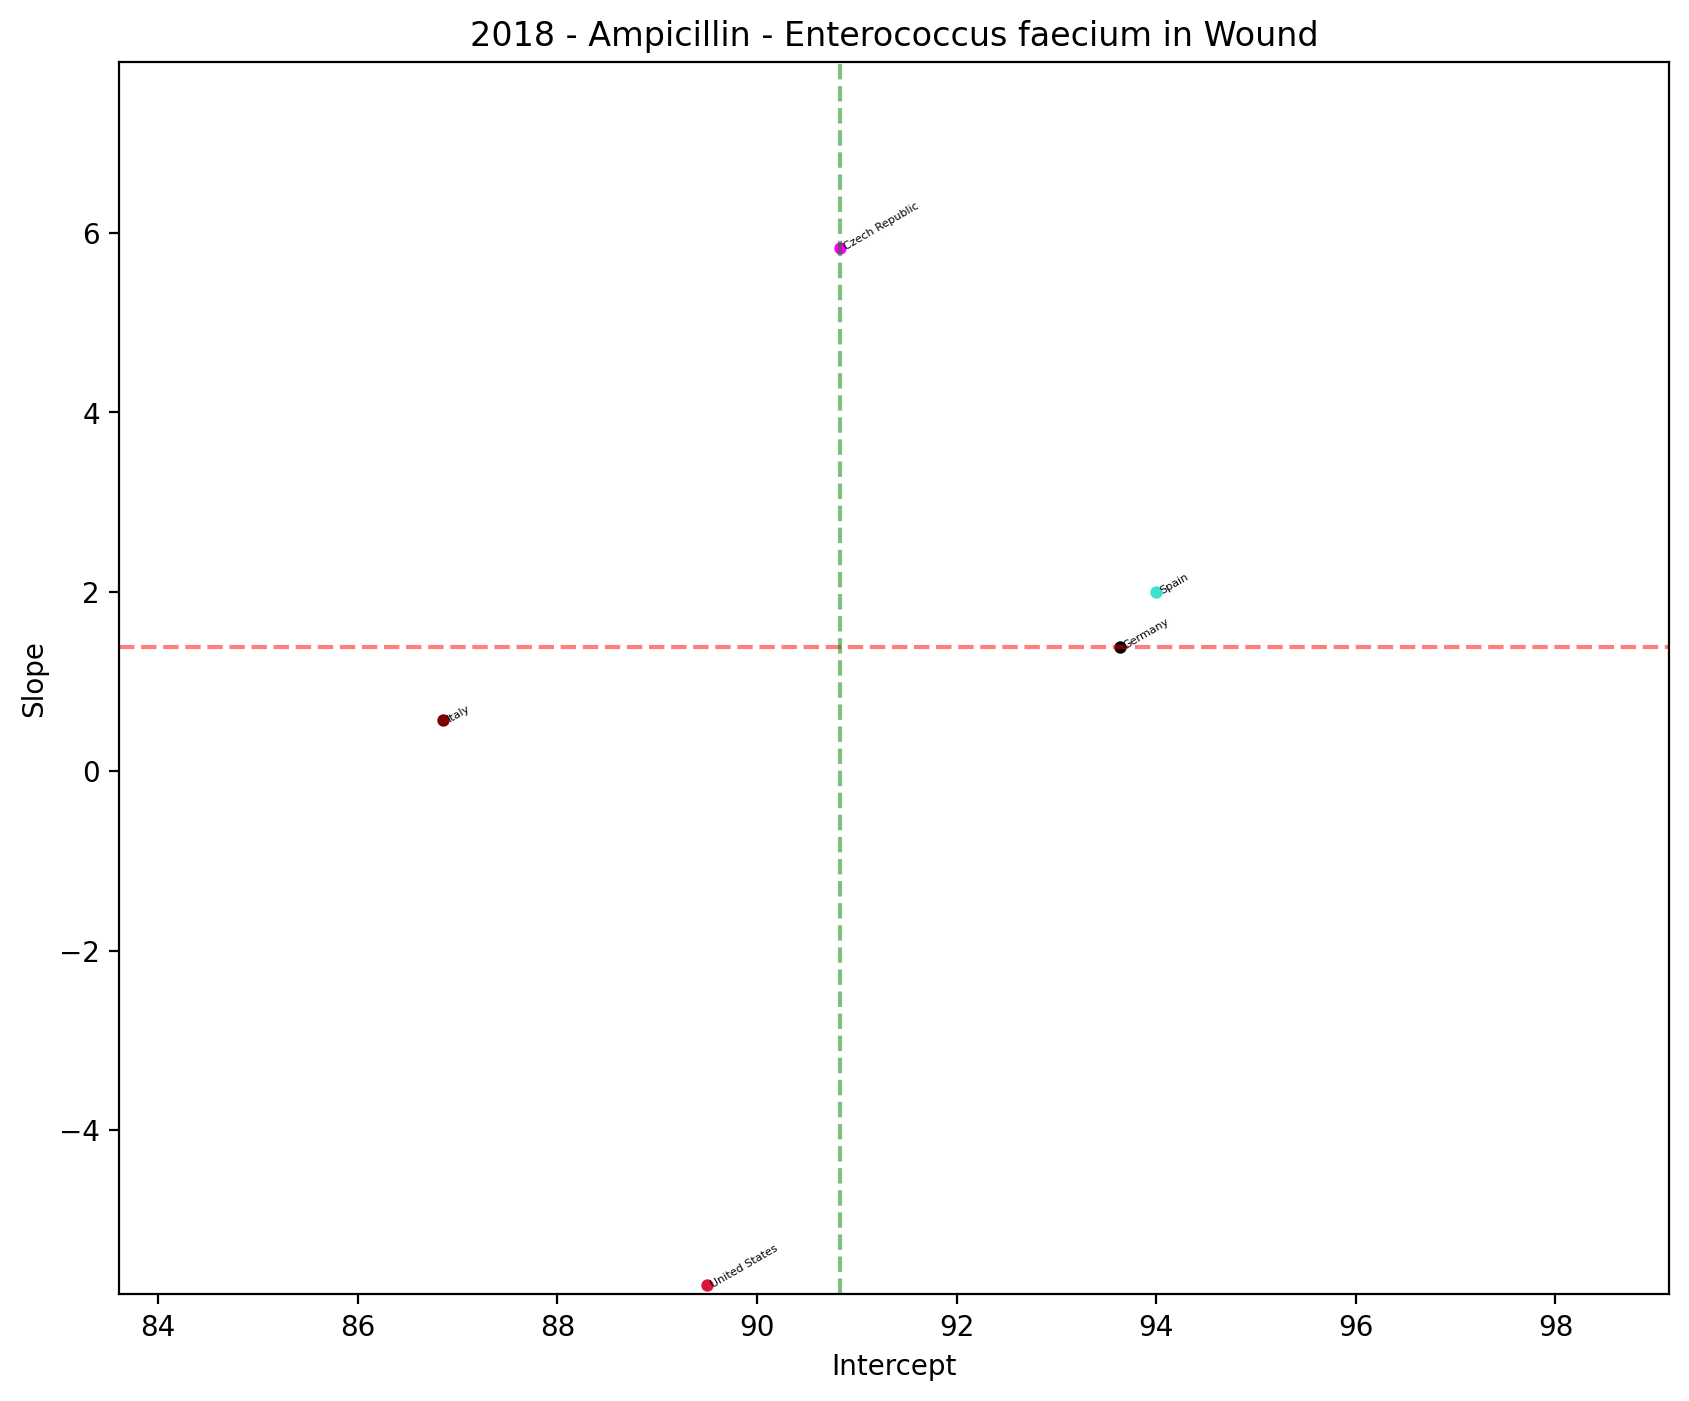 2018 - Ampicillin - Enterococcus faecium in Wound
6
4
2
0
−2
−4
Slope
Czech Republic
Spain
Germany
Italy
United States
84 86 88 90 92 94 96 98
Intercept